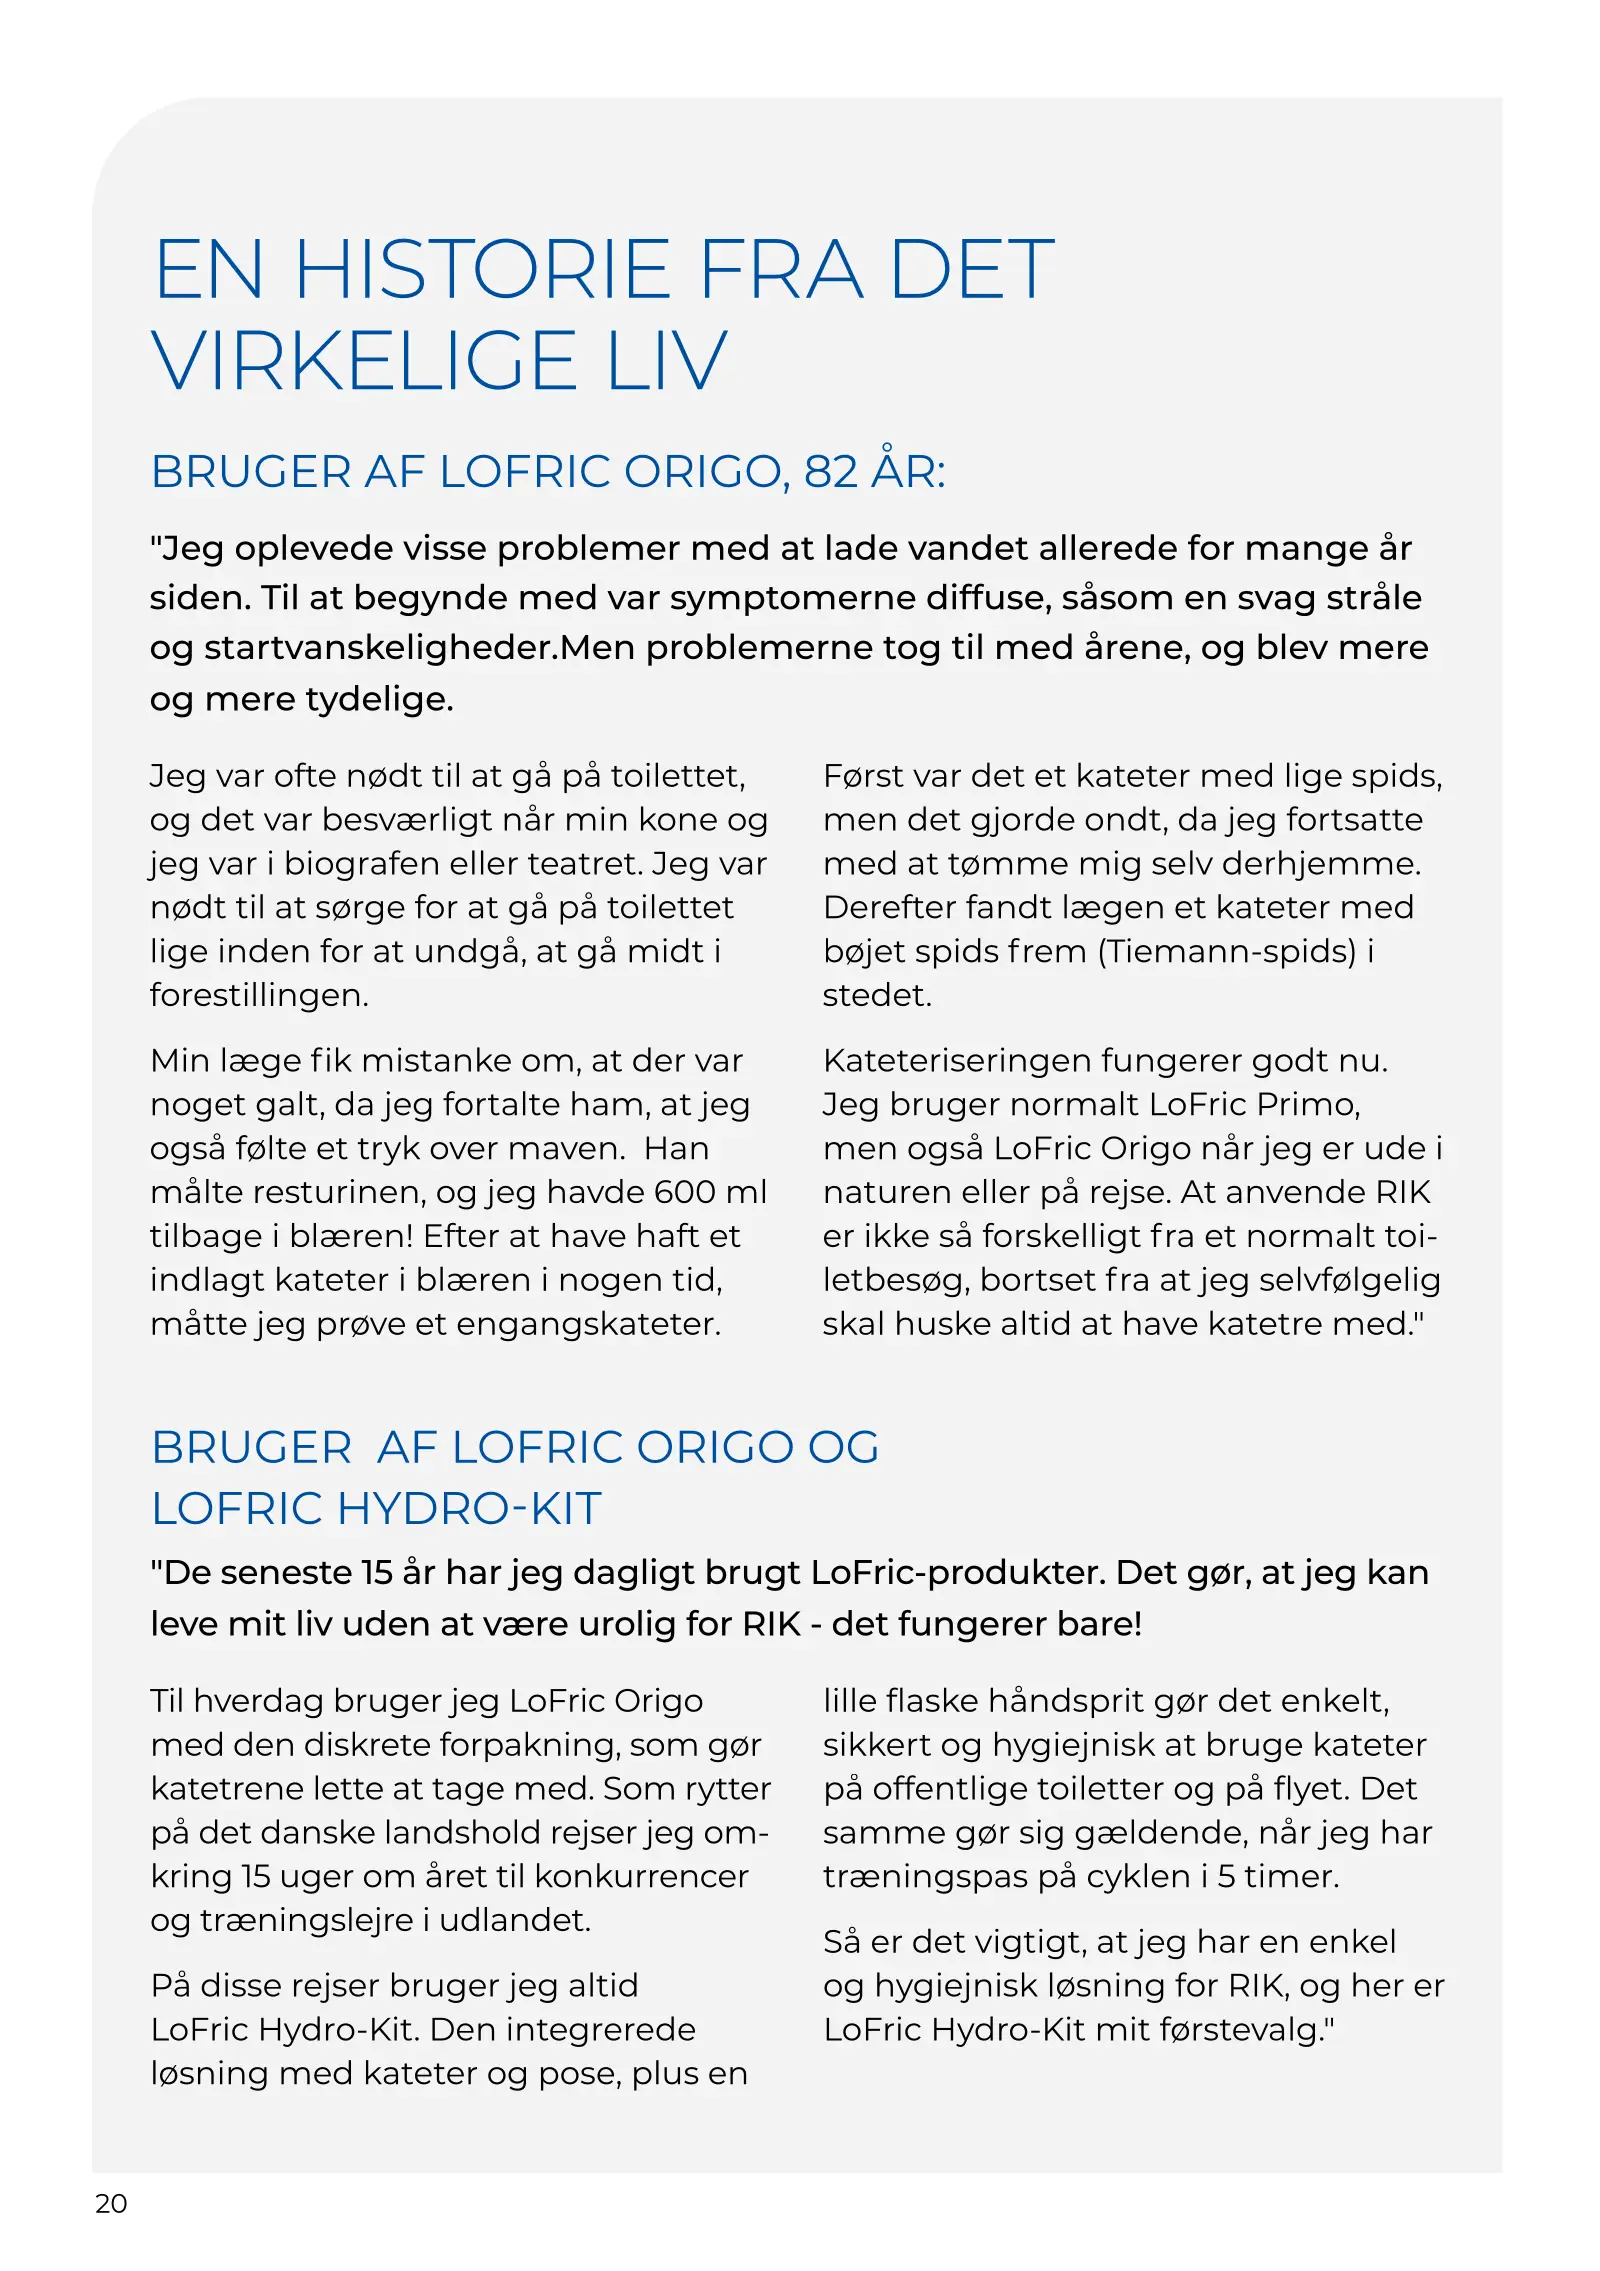 EN HISTORIE FRA DET
VIRKELIGE LIV
BRUGER AF LOFRIC ORIGO, 82 ÅR:
"Jeg oplevede visse problemer med at lade vandet allerede for mange år
siden. Til at begynde med var symptomerne diffuse, såsom en svag stråle
og startvanskeligheder.Men problemerne tog til med årene, og blev mere
og mere tydelige.
Jeg var ofte nødt til at gå på toilettet,
og det var besværligt når min kone og
jeg var i biografen eller teatret. Jeg var
nødt til at sørge for at gå på toilettet
lige inden for at undgå, at gå midt i
forestillingen.
Min læge fik mistanke om, at der var
noget galt, da jeg fortalte ham, at jeg
også følte et tryk over maven.  Han
målte resturinen, og jeg havde 600 ml
tilbage i blæren! Efter at have haft et
indlagt kateter i blæren i nogen tid,
måtte jeg prøve et engangskateter.
Først var det et kateter med lige spids,
men det gjorde ondt, da jeg fortsatte
med at tømme mig selv derhjemme.
Derefter fandt lægen et kateter med
bøjet spids frem (Tiemann-spids) i
stedet.
Kateteriseringen fungerer godt nu.
Jeg bruger normalt LoFric Primo,
men også LoFric Origo når jeg er ude i
naturen eller på rejse. At anvende RIK
er ikke så forskelligt fra et normalt toi-
letbesøg, bortset fra at jeg selvfølgelig
skal huske altid at have katetre med."
BRUGER  AF LOFRIC ORIGO OG
LOFRIC HYDRO-KIT
"De seneste 15 år har jeg dagligt brugt LoFric-produkter. Det gør, at jeg kan
leve mit liv uden at være urolig for RIK - det fungerer bare!
Til hverdag bruger jeg LoFric Origo
med den diskrete forpakning, som gør
katetrene lette at tage med. Som rytter
på det danske landshold rejser jeg om-
kring 15 uger om året til konkurrencer
og træningslejre i udlandet.
På disse rejser bruger jeg altid
LoFric Hydro-Kit. Den integrerede
løsning med kateter og pose, plus en
lille flaske håndsprit gør det enkelt,
sikkert og hygiejnisk at bruge kateter
på offentlige toiletter og på flyet. Det
samme gør sig gældende, når jeg har
træningspas på cyklen i 5 timer.
Så er det vigtigt, at jeg har en enkel
og hygiejnisk løsning for RIK, og her er
LoFric Hydro-Kit mit førstevalg."
20